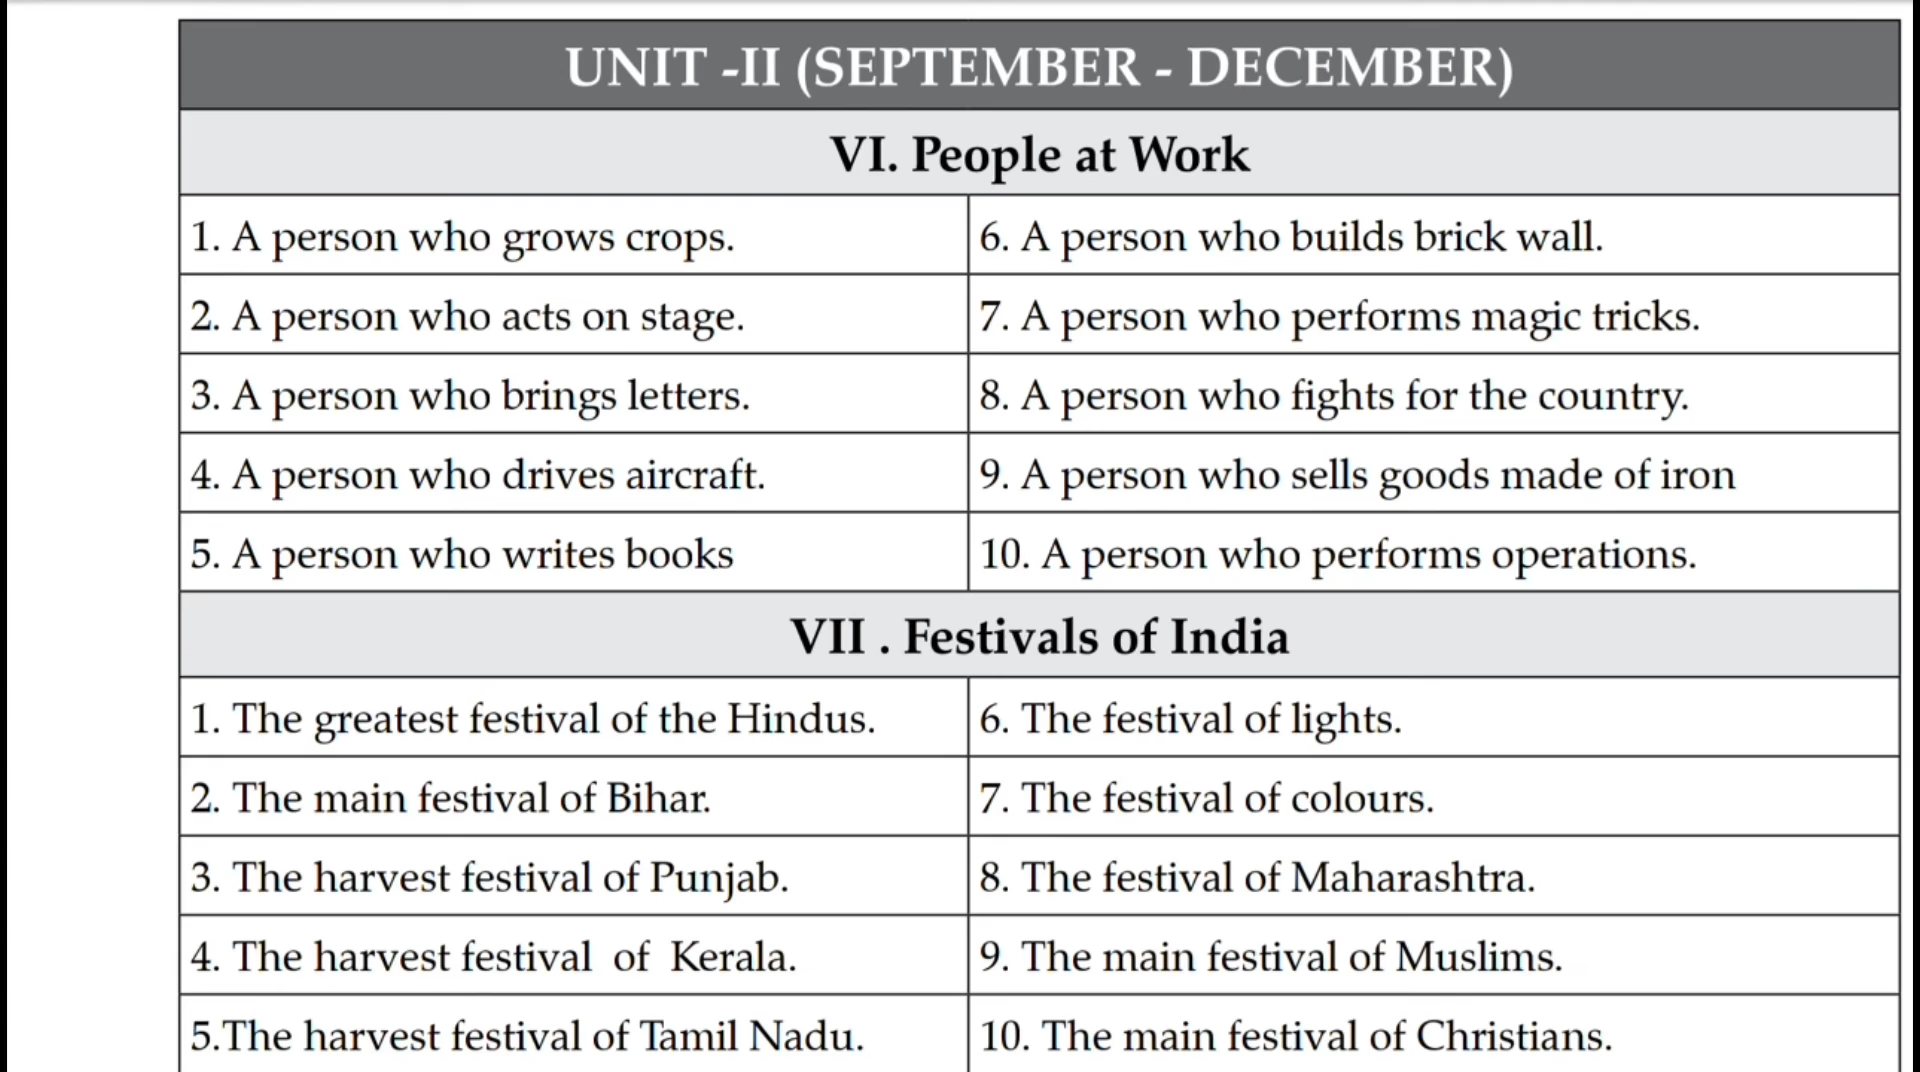 UNIT -II (SEPTEMBER - DECEMBER)
VI. People at Work
1. A person who grows crops.
6. A person who builds brick wall.
2. A person who acts on stage.
7. A person who performs magic tricks.
3. A person who brings letters.
8. A person who fights for the country.
4. A person who drives aircraft.
9. A person who sells goods made of iron
5. A person who writes books
10. A person who performs operations.
VII . Festivals of India
1. The greatest festival of the Hindus.
6. The festival of lights.
2. The main festival of Bihar.
7. The festival of colours.
3. The harvest festival of Punjab.
8. The festival of Maharashtra.
4. The harvest festival of Kerala.
9. The main festival of Muslims.
5.The harvest festival of Tamil Nadu.
10. The main festival of Christians.